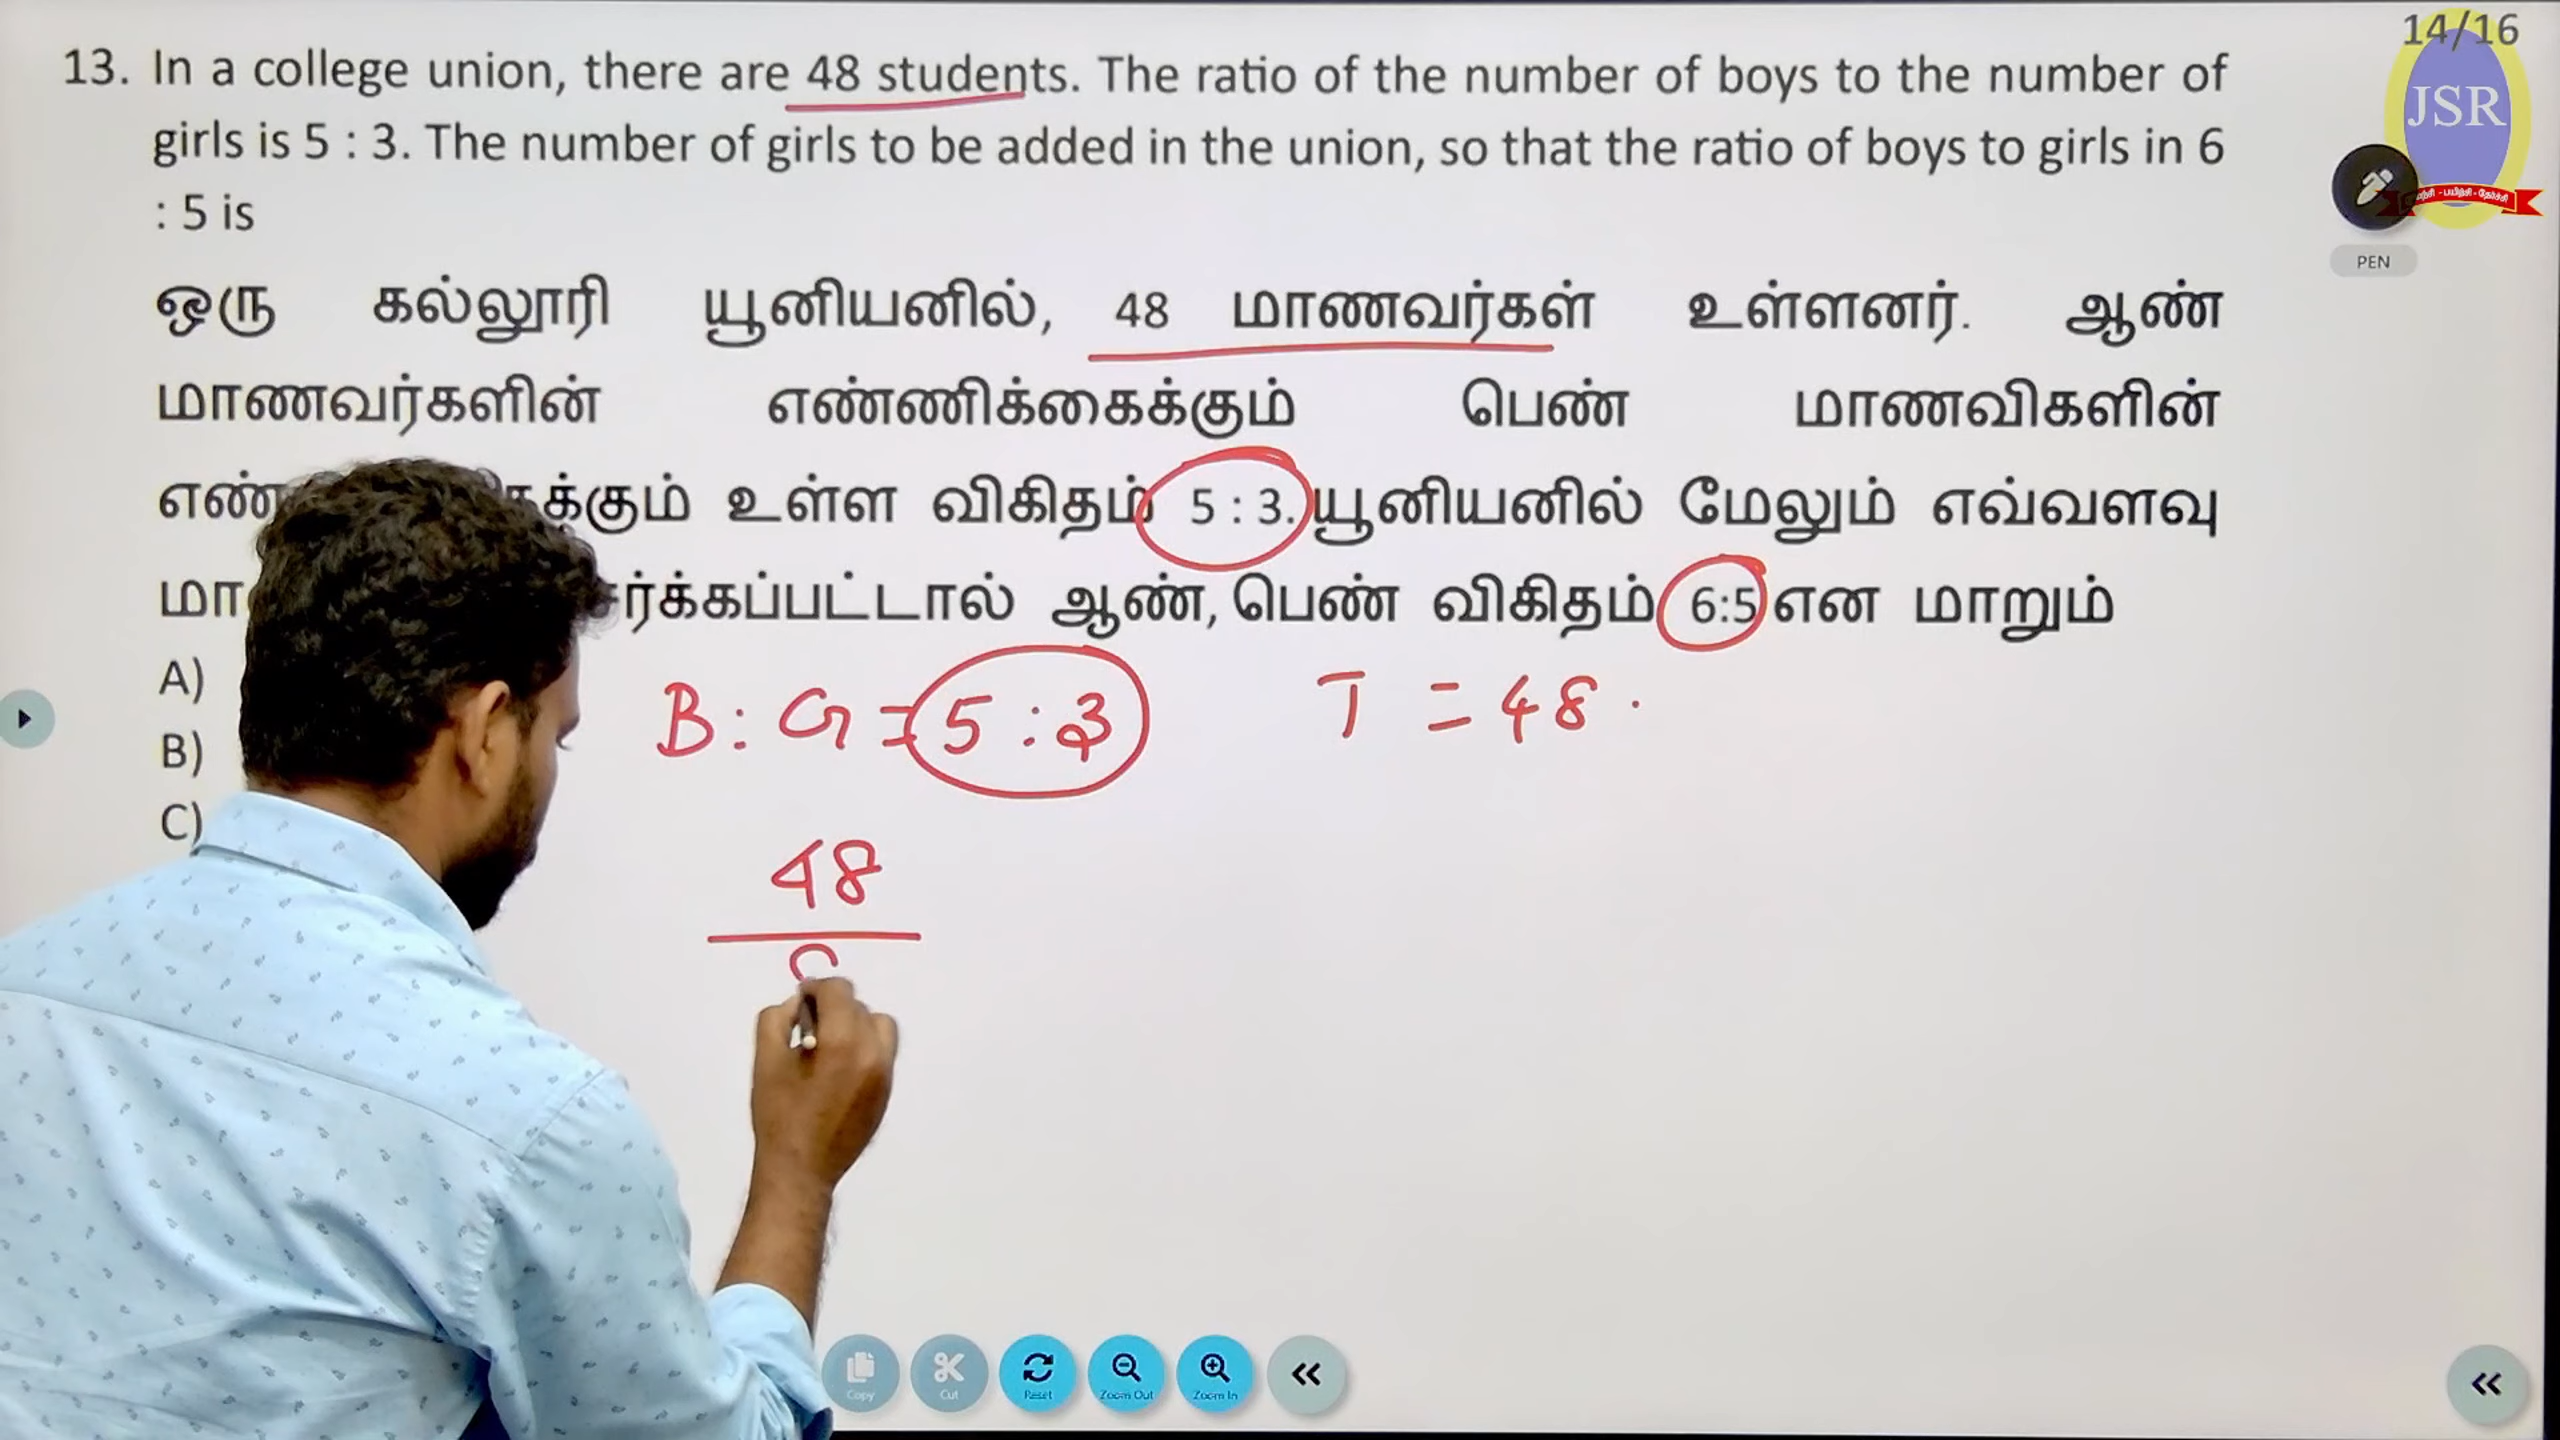 14/16
13. In a college union, there are 48 students. The ratio of the number of boys to the number of
JSR
girls is 5 : 3. The number of girls to be added in the union, so that the ratio of boys to girls in 6
: 5 is
PEN
ஒரு கல்லூரி யூனியனில், 48 மாணவர்கள் உள்ளனர். ஆண்
மாணவர்களின் எண்ணிக்கைக்கும் பெண் மாணவிகளின்
உள்ள விகிதம் 5 : 3. யூனியனில் மேலும் எவ்வளவு
ஆண், பெண் விகிதம் 6:5 என மாறும்
A)
B : G = 5 : 3 T = 48 .
B)
C)
48
Copy Cut Reset Zoom Out Zoom In